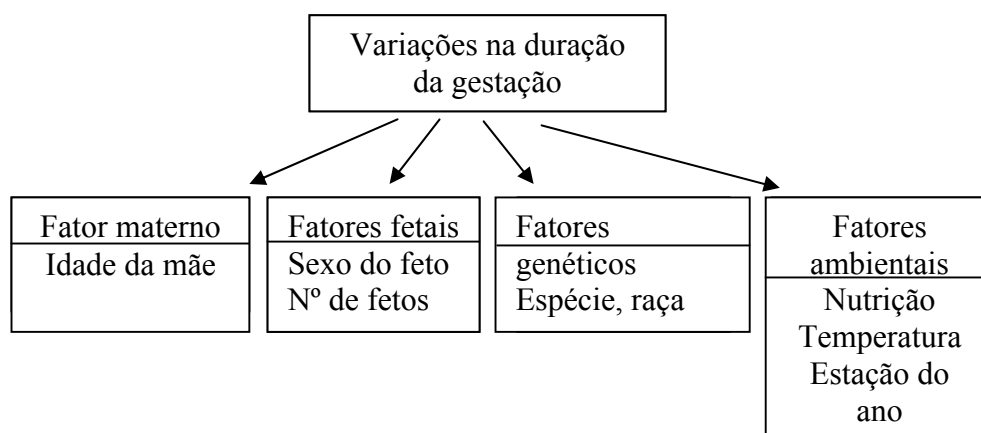 Variações na duração
da gestação
Fator materno
Idade da mãe
Fatores fetais
Sexo do feto
Nº de fetos
Fatores
genéticos
Espécie, raça
Fatores
ambientais
Nutrição
Temperatura
Estação do
ano